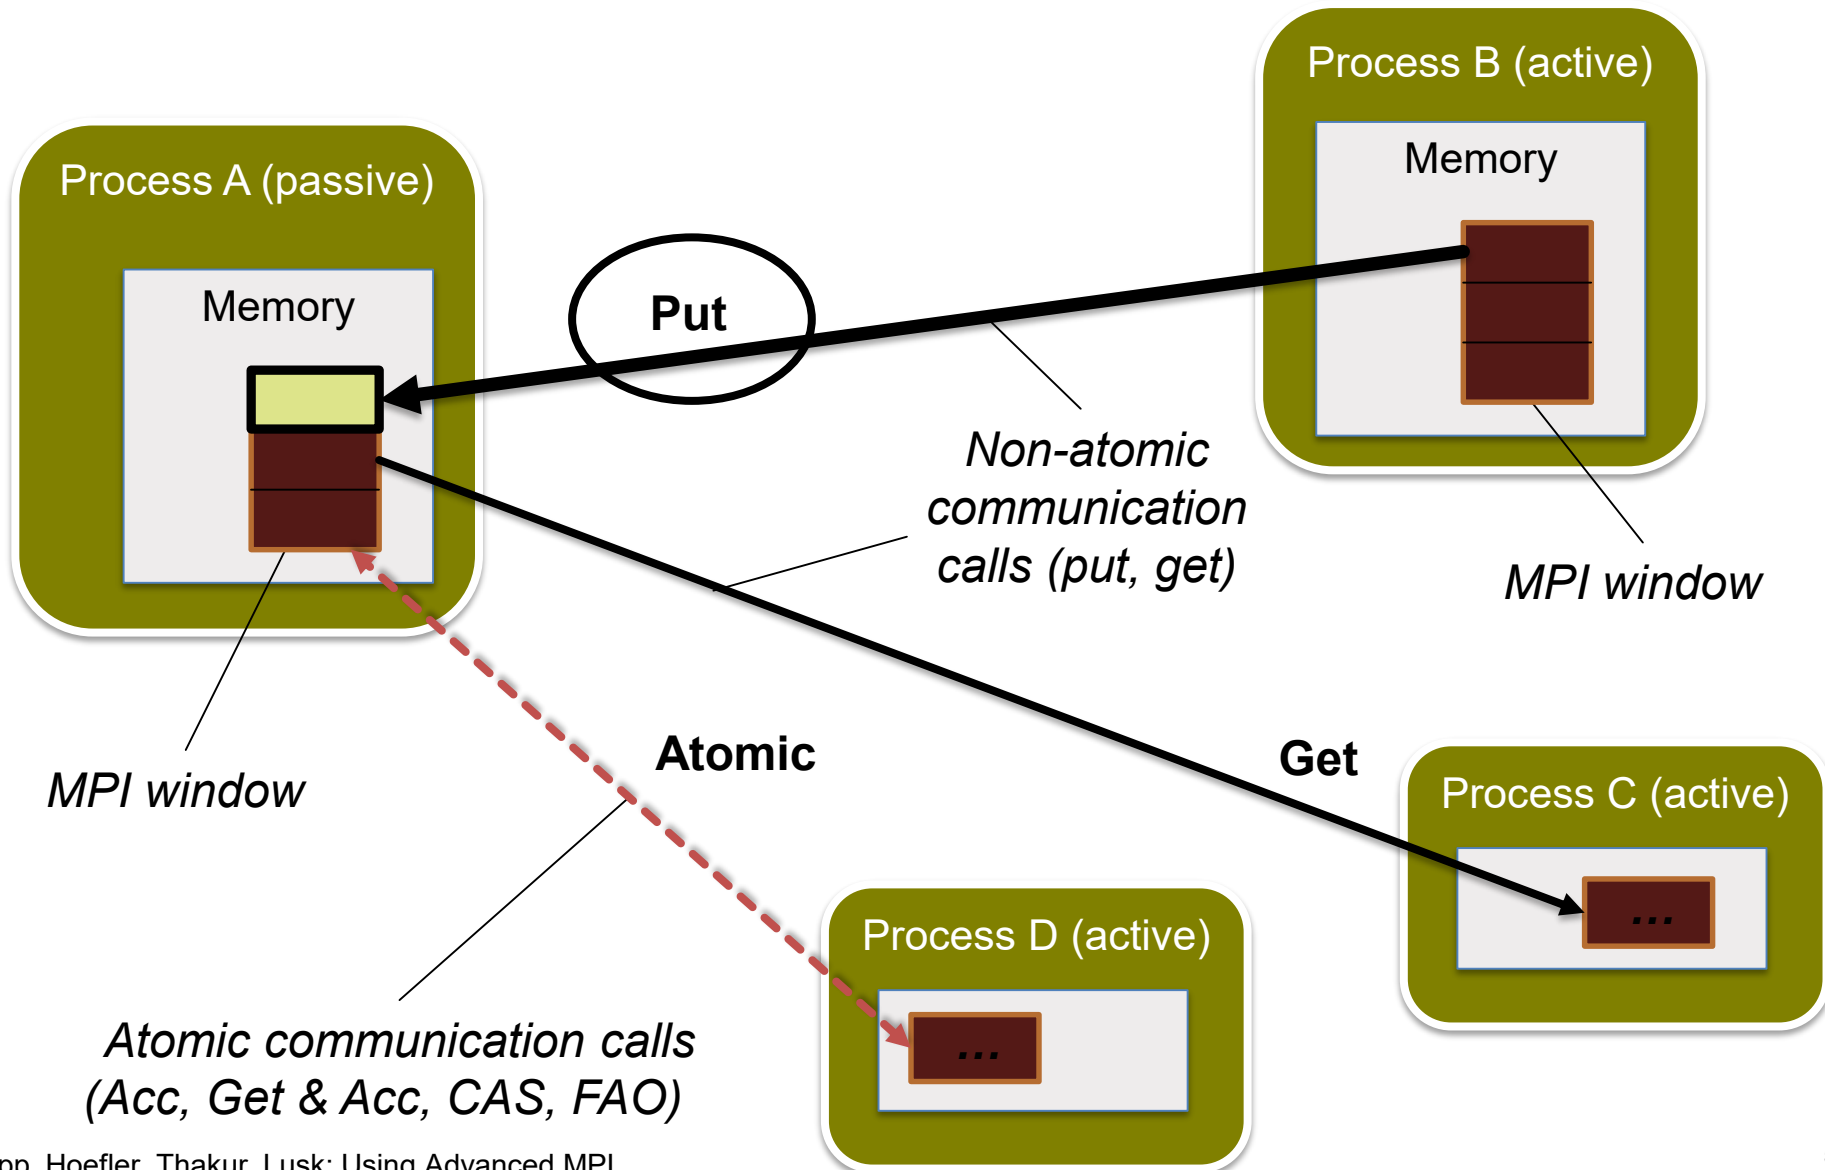 Process B (active)
Memory
Process A (passive)
Memory
Put
Non-atomic
communication
calls (put, get)
MPI window
Atomic
Get
MPI window
Process C (active)
...
Process D (active)
...
Atomic communication calls
(Acc, Get & Acc, CAS, FAO)
Hoefler, Thakur, Lusk: Using Advanced MPI